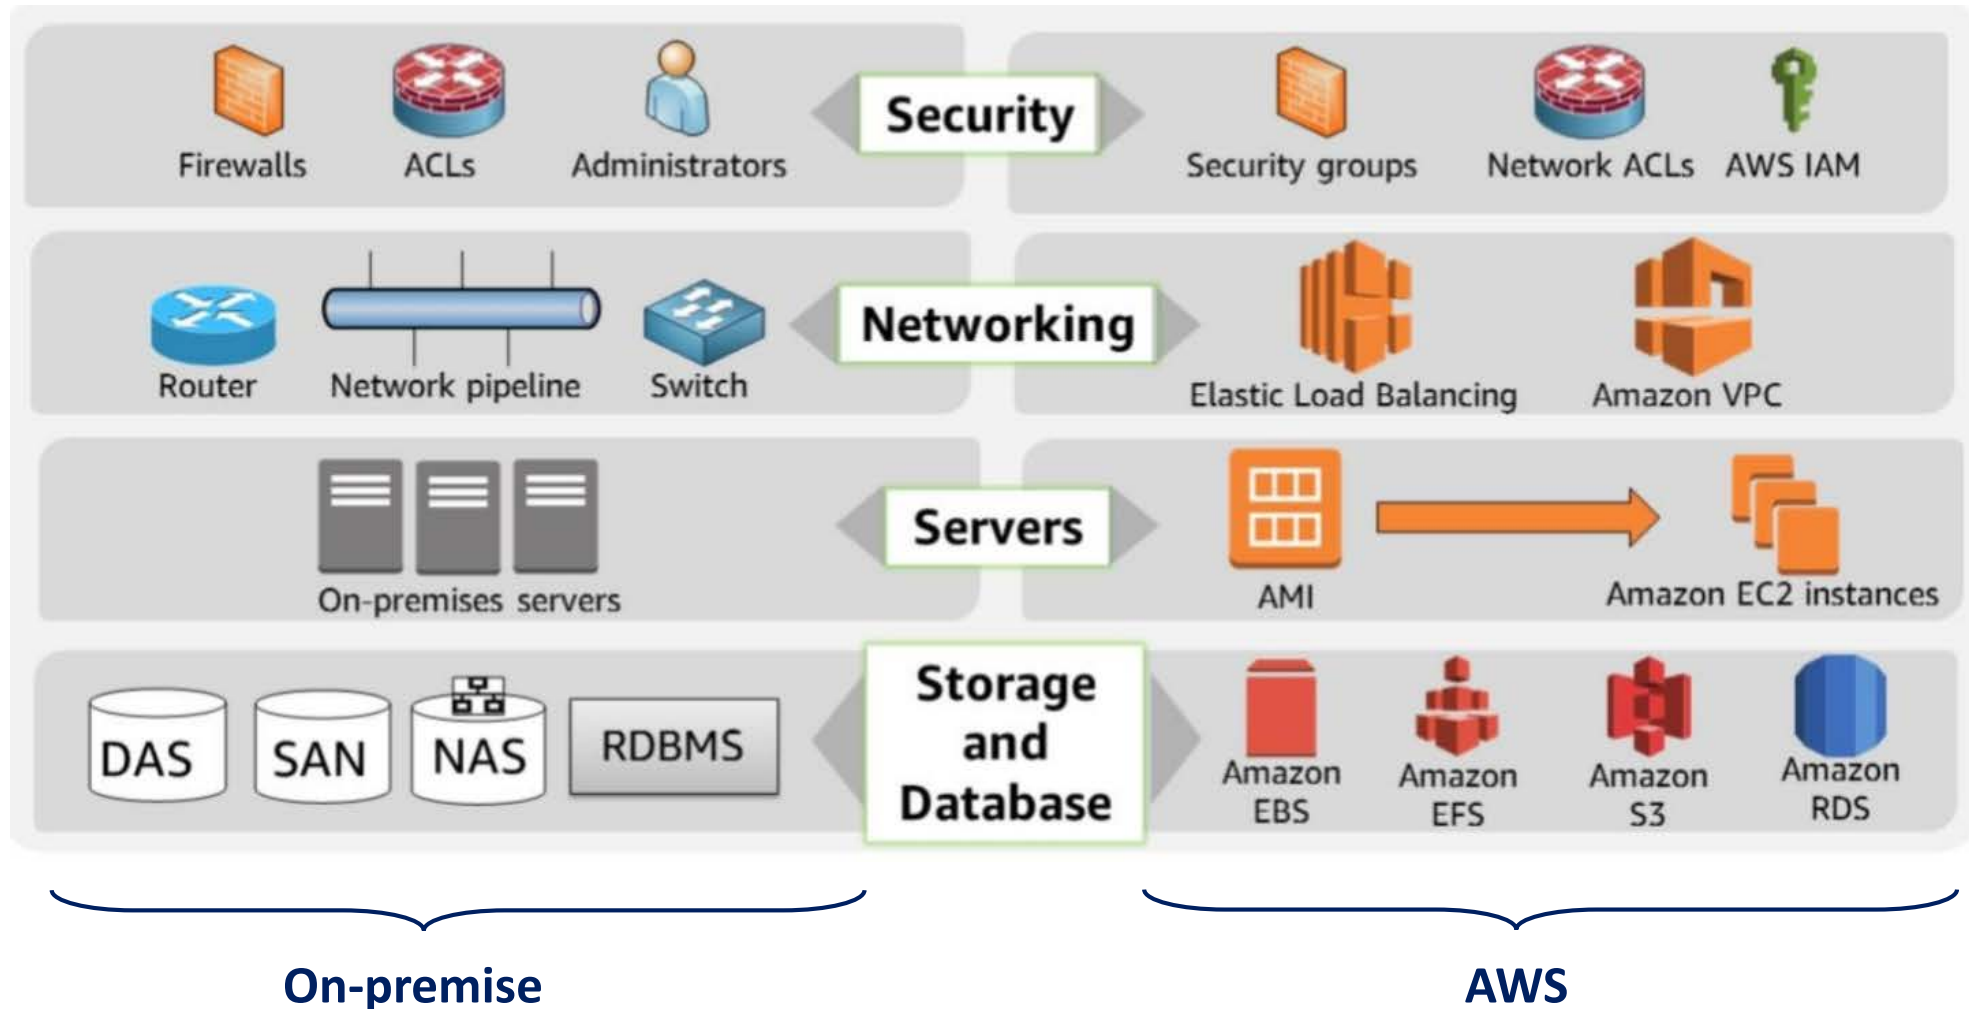 Security
Firewalls
ACLs
Administrators
Security groups
Network ACLs
AWS IAM
Networking
Router
Network pipeline
Switch
Elastic Load Balancing
Amazon VPC
Servers
On-premises servers
AMI
Amazon EC2 instances
Storage
and
Database
DAS
SAN
NAS
RDBMS
Amazon
EBS
Amazon
EFS
Amazon
S3
Amazon
RDS
On-premise
AWS